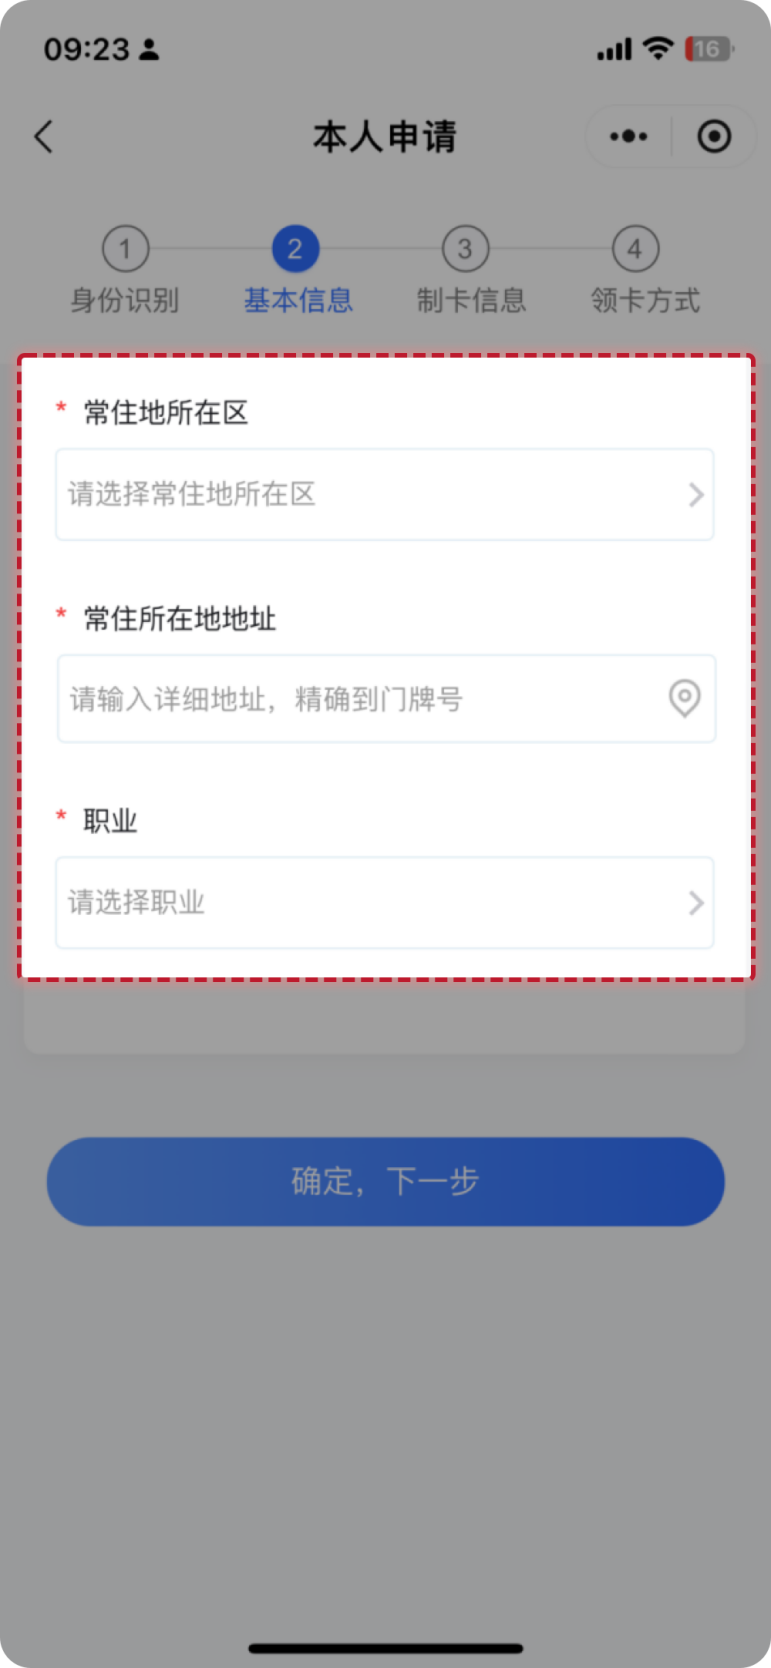 09:23
16
本人申请
1 2 3 4
身份识别 基本信息 制卡信息 领卡方式
* 常住地所在区
请选择常住地所在区
* 常住所在地地址
请输入详细地址，精确到门牌号
* 职业
请选择职业
确定，下一步